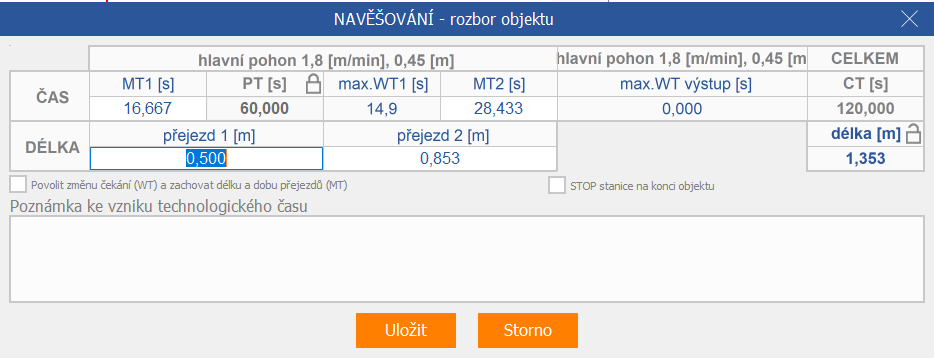 NAVĚŠOVÁNÍ - rozbor objektu
hlavní pohon 1,8 [m/min], 0,45 [m] hlavní pohon 1,8 [m/min], 0,45 [m CELKEM
ČAS MT1 [s] PT [s] max.WT1 [s] MT2 [s] max.WT výstup [s] CT [s]
16,667 60,000 14,9 28,433 0,000 120,000
DÉLKA přejezd 1 [m] přejezd 2 [m] délka [m]
0,500 0,853 1,353
Povolit změnu čekání (WT) a zachovat délku a dobu přejezdů (MT) STOP stanice na konci objektu
Poznámka ke vzniku technologického času
Uložit Storno